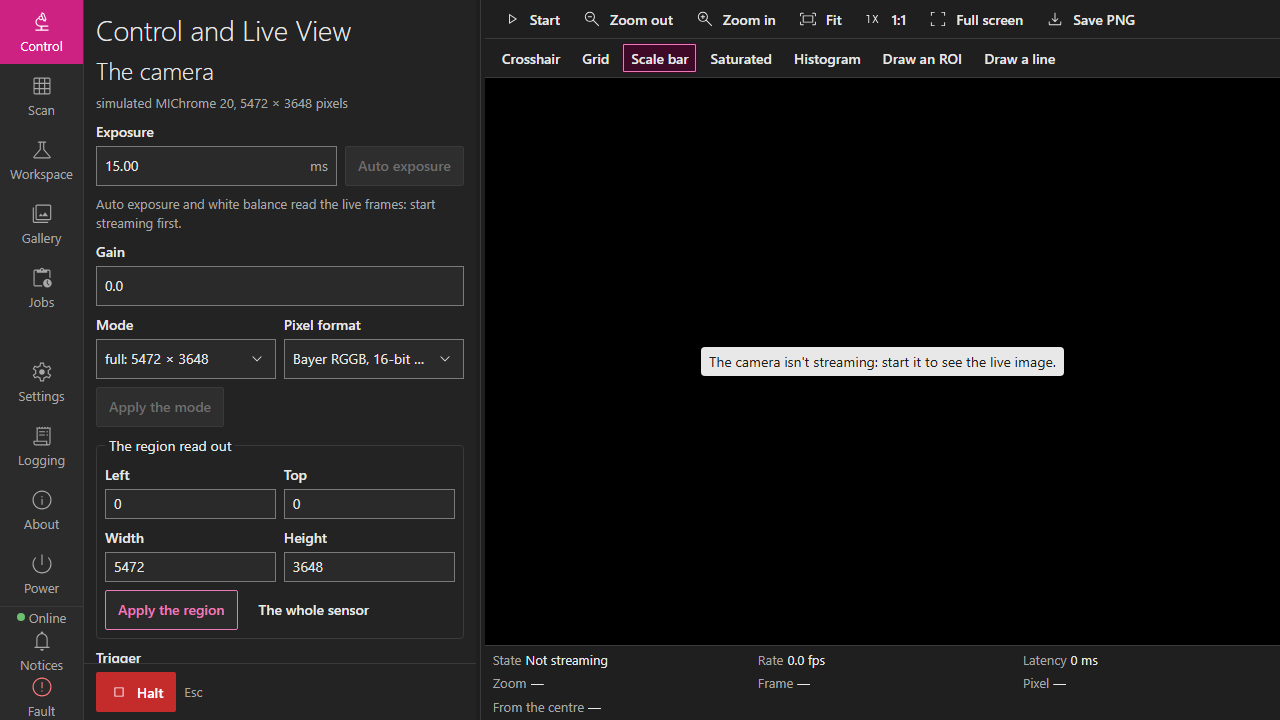 Control
Scan
Workspace
Gallery
Jobs
Settings
Logging
About
Power
Online
Notices
Fault
Control and Live View
The camera
simulated MIChrome 20, 5472 × 3648 pixels
Exposure
15.00 ms
Auto exposure
Auto exposure and white balance read the live frames: start
streaming first.
Gain
0.0
Mode Pixel format
full: 5472 × 3648 Bayer RGGB, 16-bit ...
Apply the mode
The region read out
Left Top
0 0
Width Height
5472 3648
Apply the region The whole sensor
Trigger
Halt Esc
Start Zoom out Zoom in Fit 1X 1:1 Full screen Save PNG
Crosshair Grid Scale bar Saturated Histogram Draw an ROI Draw a line
The camera isn't streaming: start it to see the live image.
State Not streaming Rate 0.0 fps Latency 0 ms
Zoom — Frame — Pixel —
From the centre —